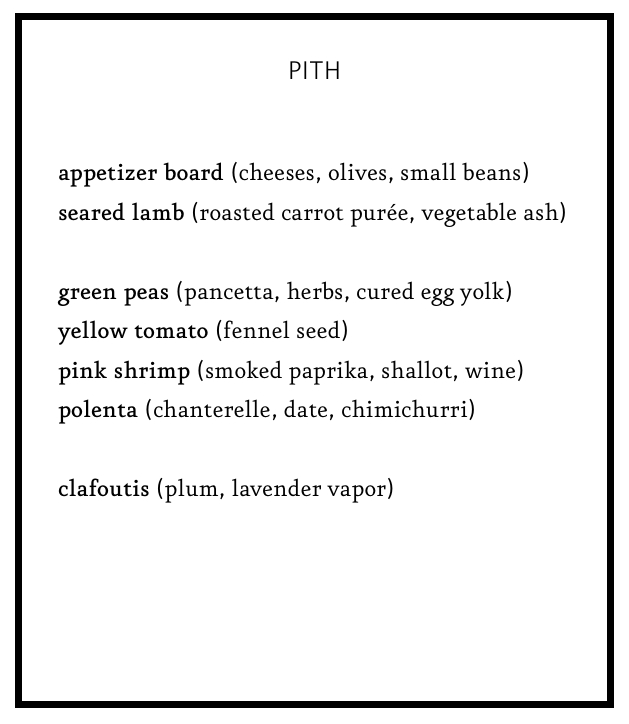 PITH
appetizer board (cheeses, olives, small beans)
seared lamb (roasted carrot purée, vegetable ash)
green peas (pancetta, herbs, cured egg yolk)
yellow tomato (fennel seed)
pink shrimp (smoked paprika, shallot, wine)
polenta (chanterelle, date, chimichurri)
clafoutis (plum, lavender vapor)